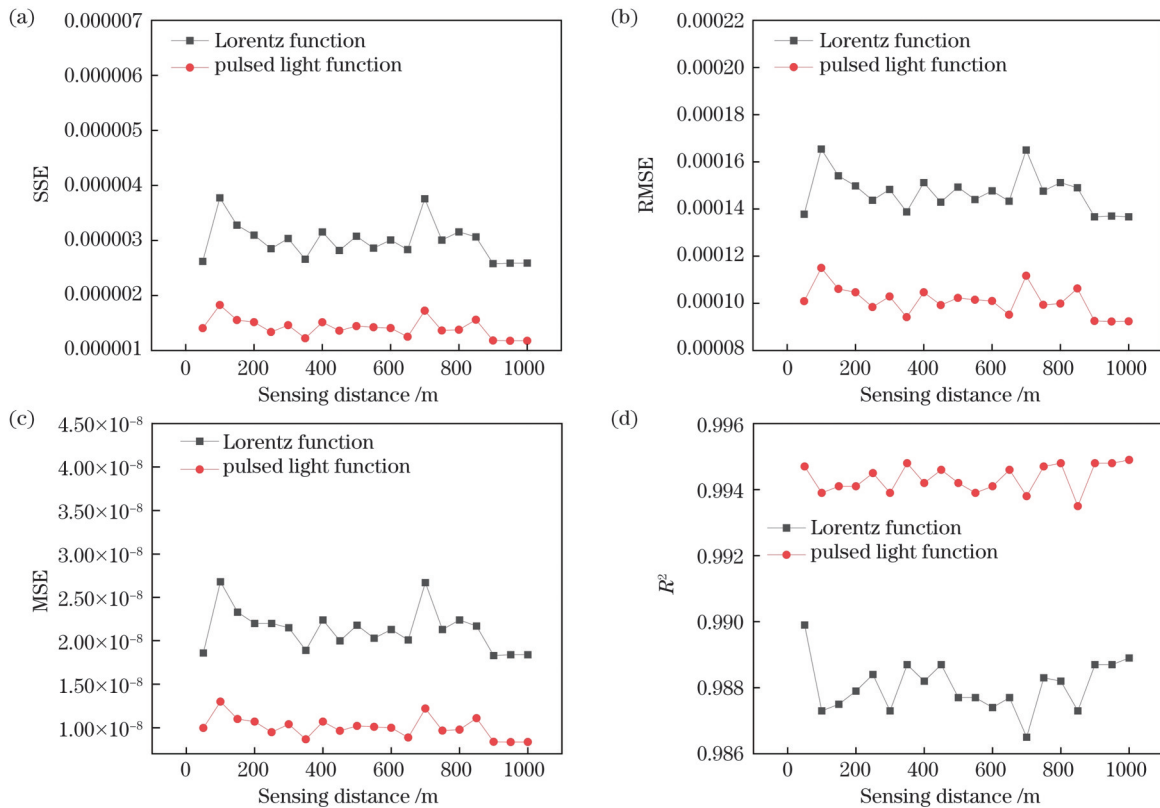 (a)
0.000007
0.000006
0.000005
0.000004
0.000003
0.000002
0.000001
SSE
Lorentz function
pulsed light function
0 200 400 600 800 1000
Sensing distance /m
(b)
0.00022
0.00020
0.00018
0.00016
0.00014
0.00012
0.00010
0.00008
RMSE
Lorentz function
pulsed light function
0 200 400 600 800 1000
Sensing distance /m
(c)
4.50×10⁻⁸
4.00×10⁻⁸
3.50×10⁻⁸
3.00×10⁻⁸
2.50×10⁻⁸
2.00×10⁻⁸
1.50×10⁻⁸
1.00×10⁻⁸
MSE
Lorentz function
pulsed light function
0 200 400 600 800 1000
Sensing distance /m
(d)
0.996
0.994
0.992
0.990
0.988
0.986
R²
Lorentz function
pulsed light function
0 200 400 600 800 1000
Sensing distance /m